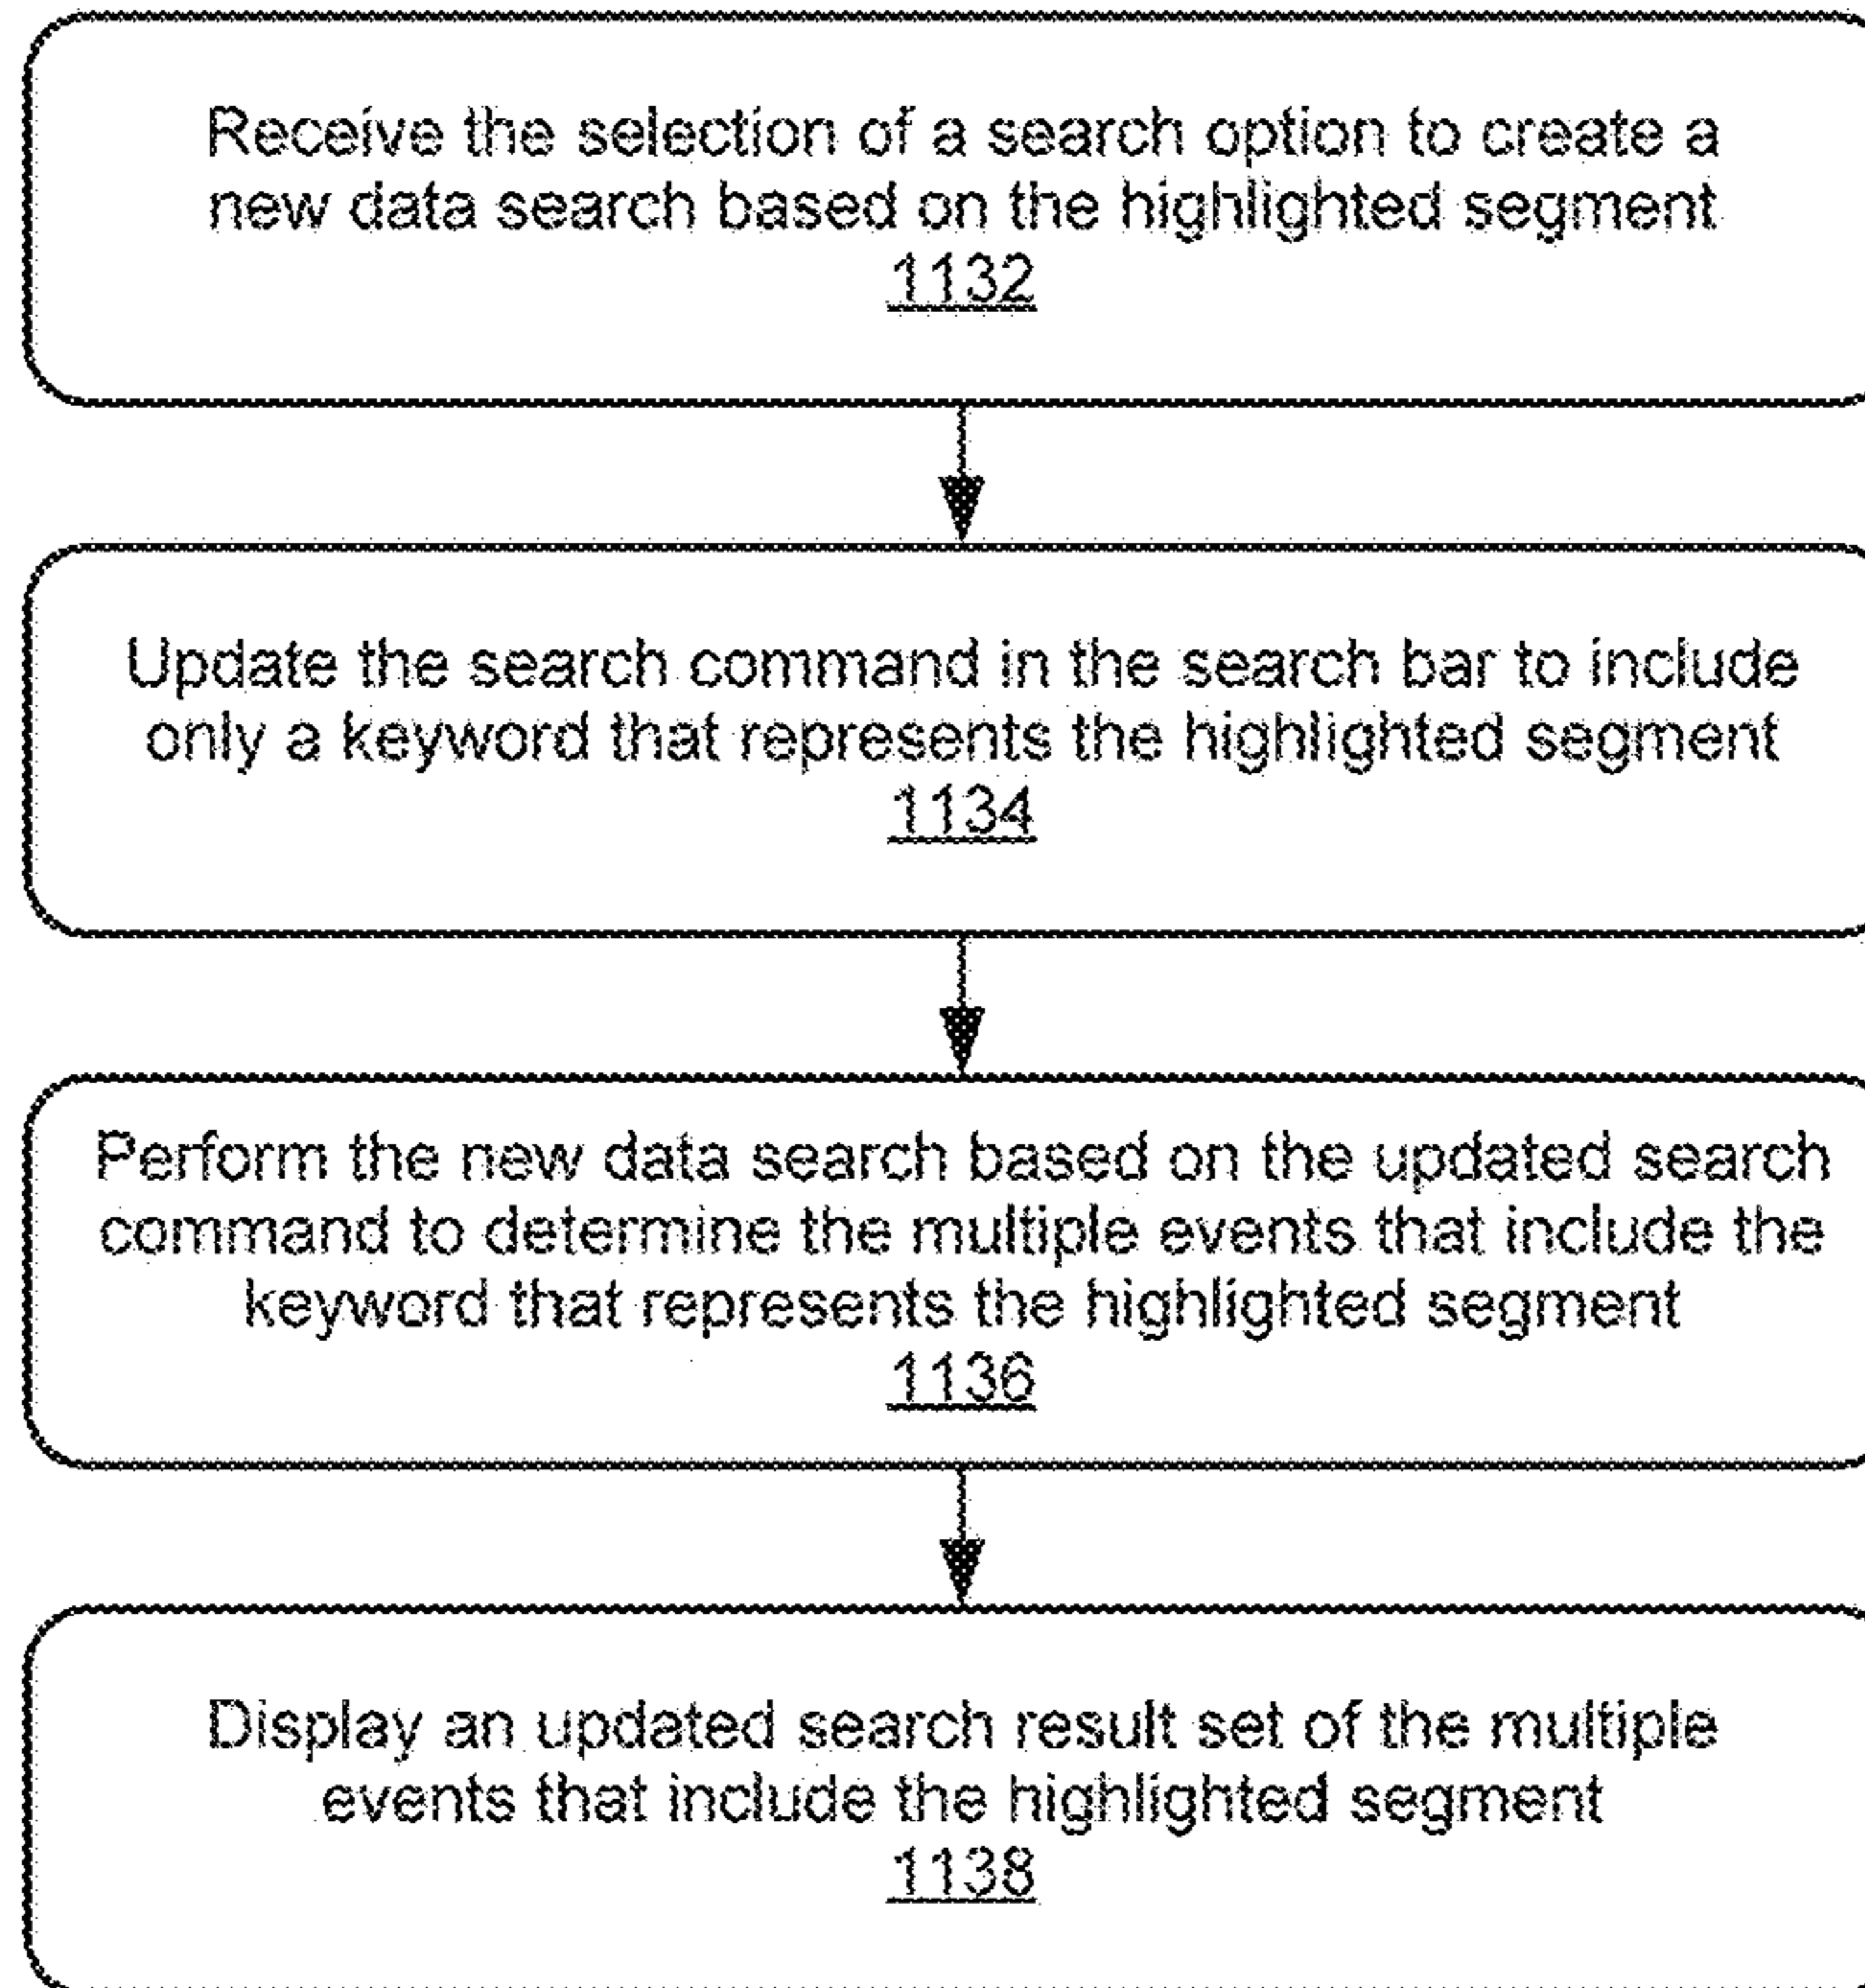 Receive the selection of a search option to create a
new data search based on the highlighted segment
1132
Update the search command in the search bar to include
only a keyword that represents the highlighted segment
1134
Perform the new data search based on the updated search
command to determine the multiple events that include the
keyword that represents the highlighted segment
1136
Display an updated search result set of the multiple
events that include the highlighted segment
1138